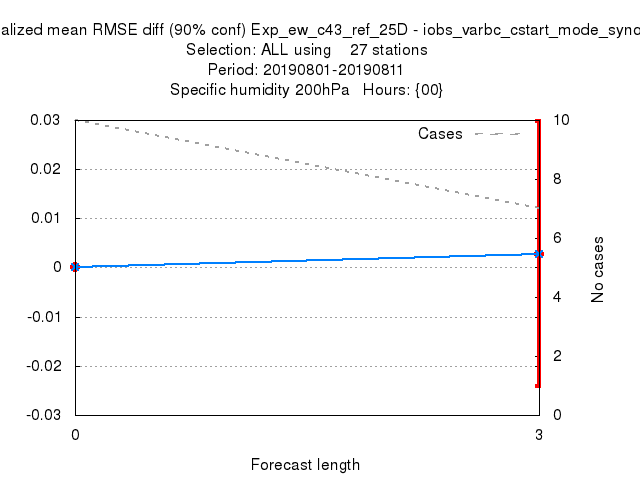 alized mean RMSE diff (90% conf) Exp_ew_c43_ref_25D - iobs_varbc_cstart_mode_syno
Selection: ALL using 27 stations
Period: 20190801-20190811
Specific humidity 200hPa Hours: {00}
Cases
0.03
0.02
0.01
0
-0.01
-0.02
-0.03
10
8
6
4
2
0
No cases
0
3
Forecast length